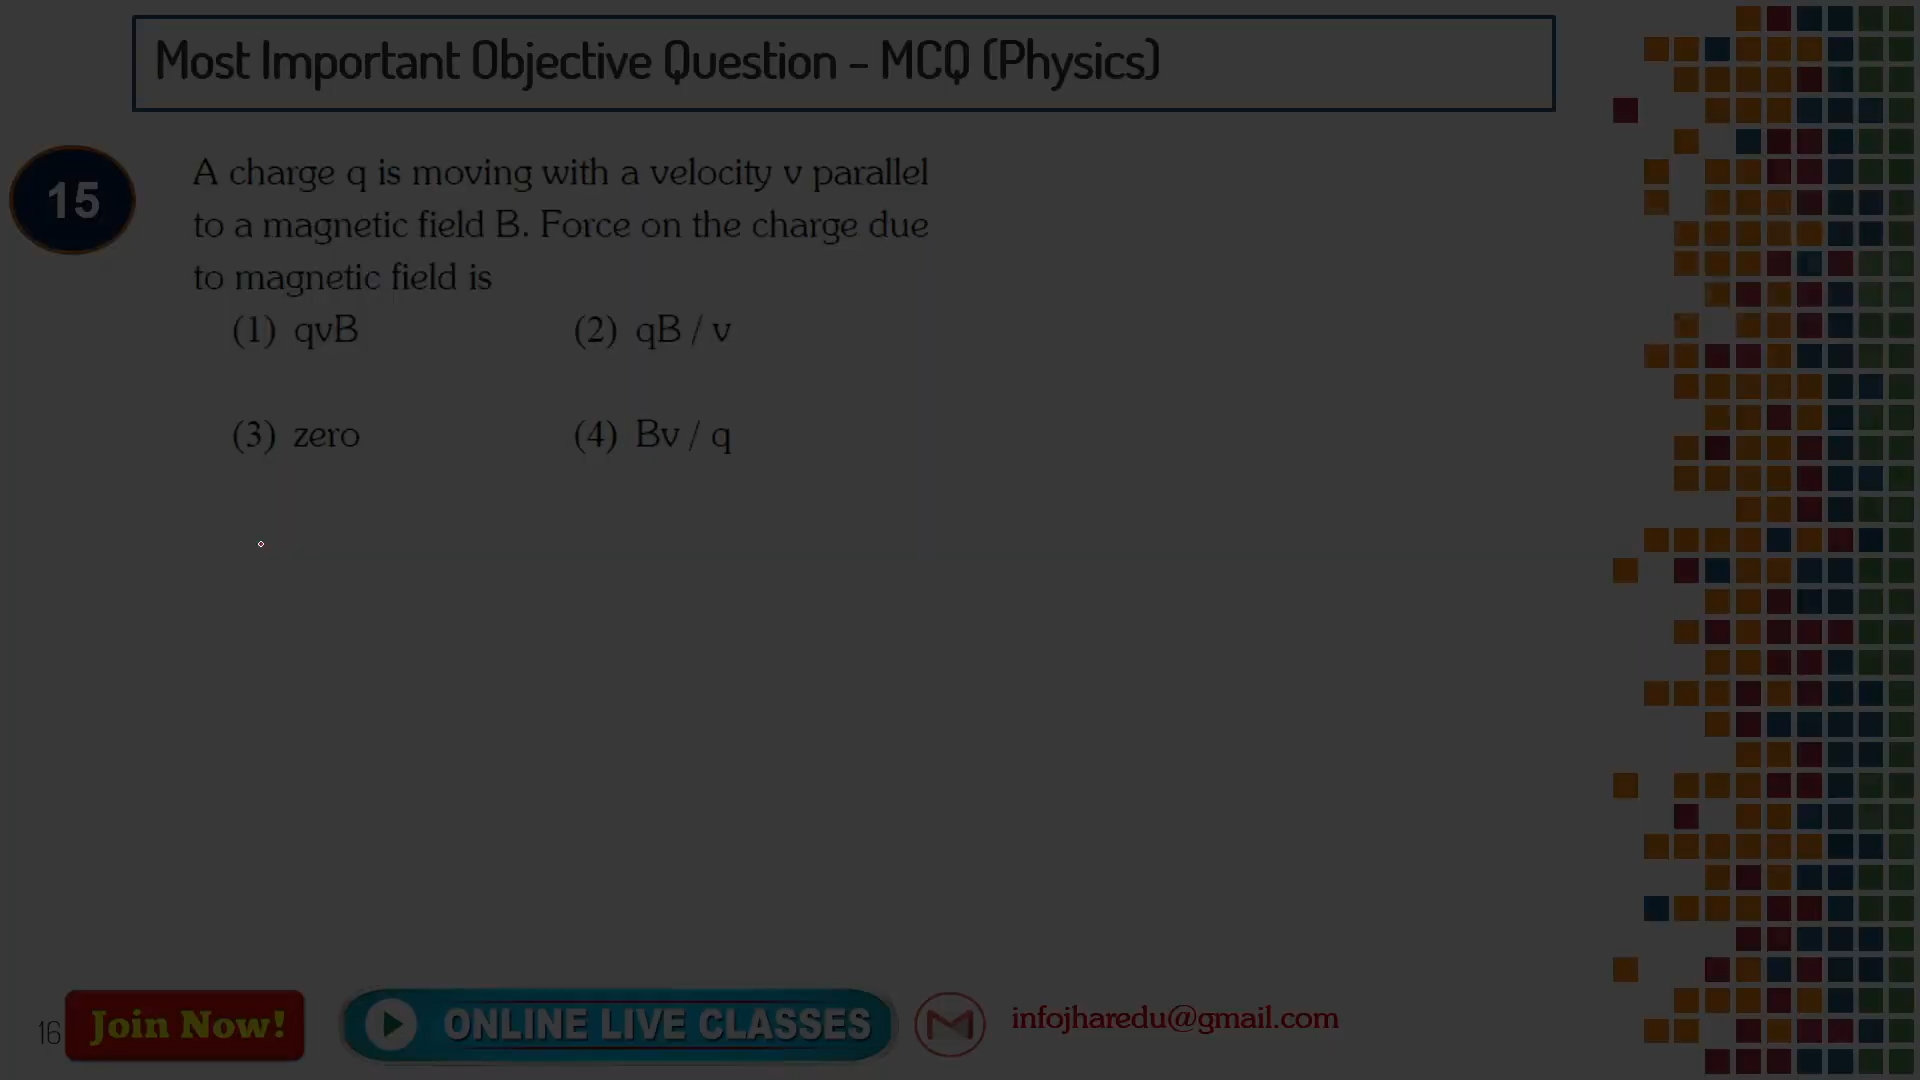 Most Important Objective Question - MCQ (Physics)
15
A charge q is moving with a velocity v parallel
to a magnetic field B. Force on the charge due
to magnetic field is
(1) qvB (2) qB / v
(3) zero (4) Bv / q
16 Join Now! ONLINE LIVE CLASSES infojharedu@gmail.com